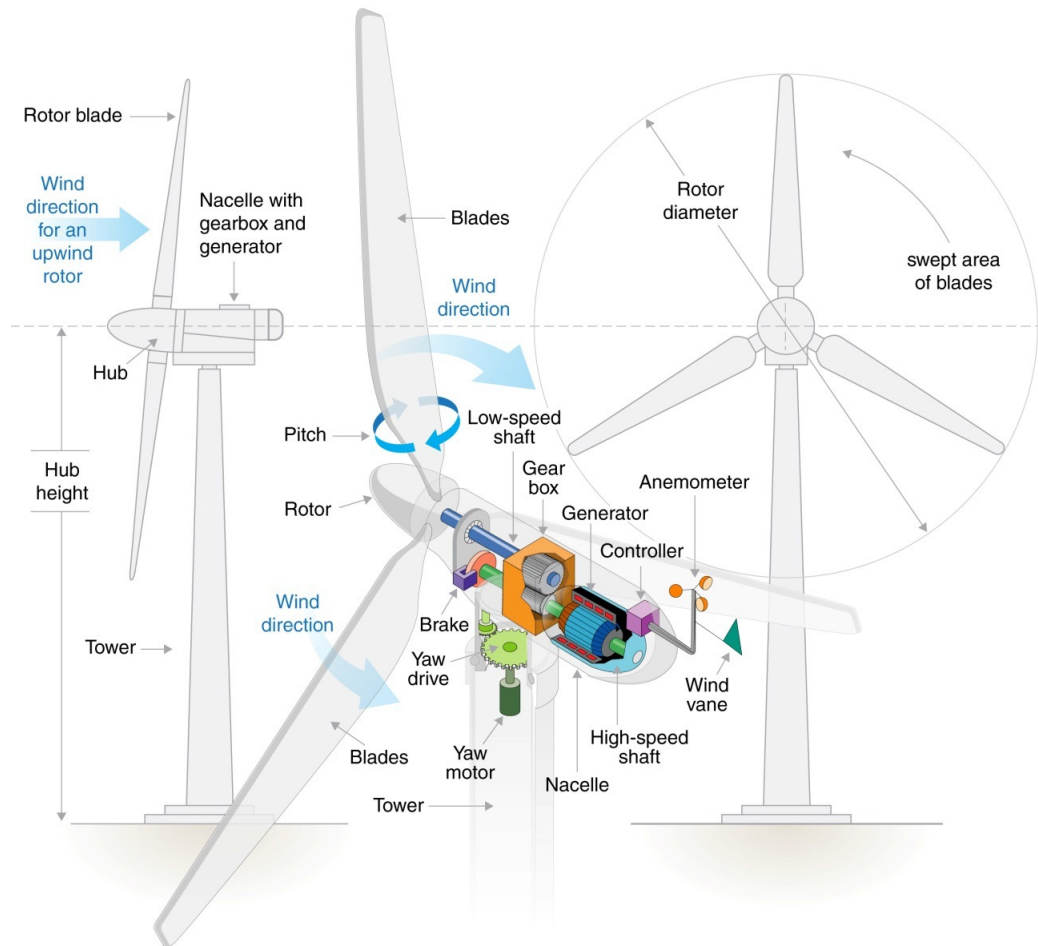 Rotor blade
Wind
direction
for an
upwind
rotor
Nacelle with
gearbox and
generator
Hub
Hub
height
Tower
Blades
Wind
direction
Pitch
Rotor
Low-speed
shaft
Gear
box
Generator
Controller
Anemometer
Wind
vane
High-speed
shaft
Nacelle
Brake
Yaw
drive
Yaw
motor
Wind
direction
Blades
Tower
Rotor
diameter
swept area
of blades